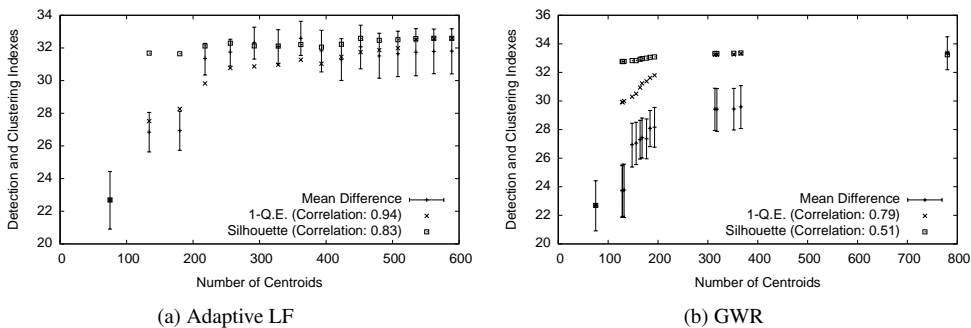 Detection and Clustering Indexes
34
32
30
28
26
24
22
20
0
100
200
300
400
500
600
Number of Centroids
Mean Difference
1-Q.E. (Correlation: 0.94)
Silhouette (Correlation: 0.83)
(a) Adaptive LF
Detection and Clustering Indexes
36
34
32
30
28
26
24
22
20
0
100
200
300
400
500
600
700
800
Number of Centroids
Mean Difference
1-Q.E. (Correlation: 0.79)
Silhouette (Correlation: 0.51)
(b) GWR